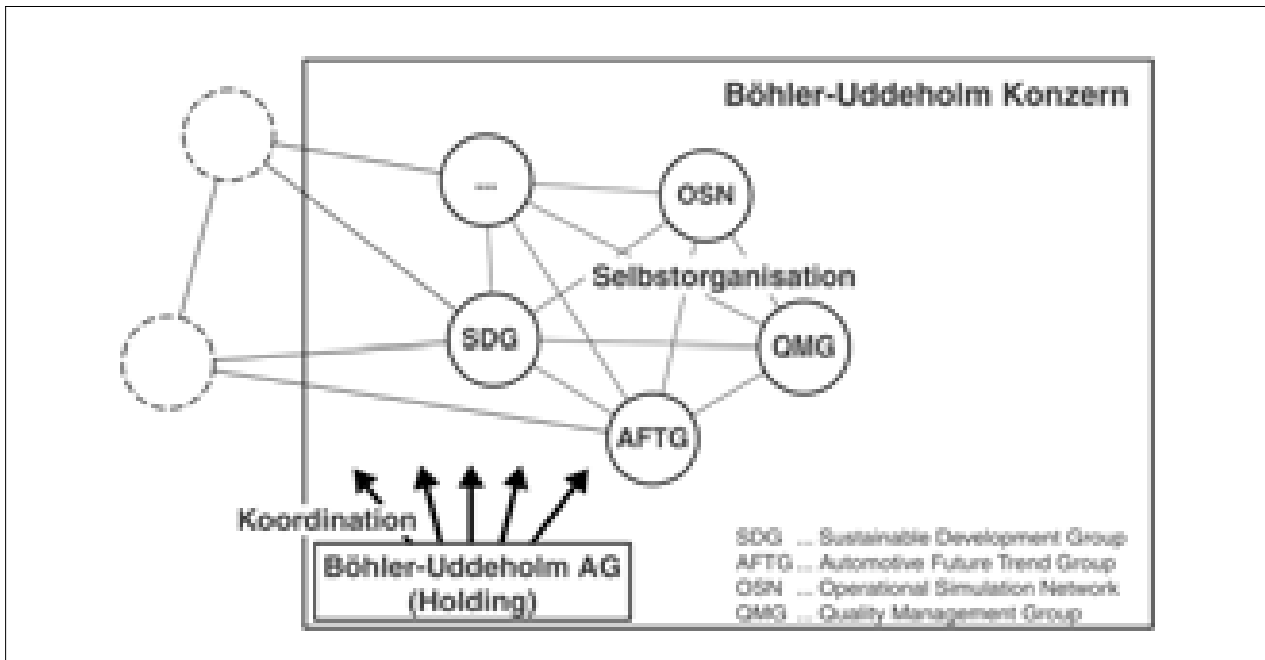 Böhler-Uddeholm Konzern
...
OSN
Selbstorganisation
SDG
QMG
AFTG
Koordination
Böhler-Uddeholm AG
(Holding)
SDG ... Sustainable Development Group
AFTG ... Automotive Future Trend Group
OSN ... Operational Simulation Network
QMG ... Quality Management Group